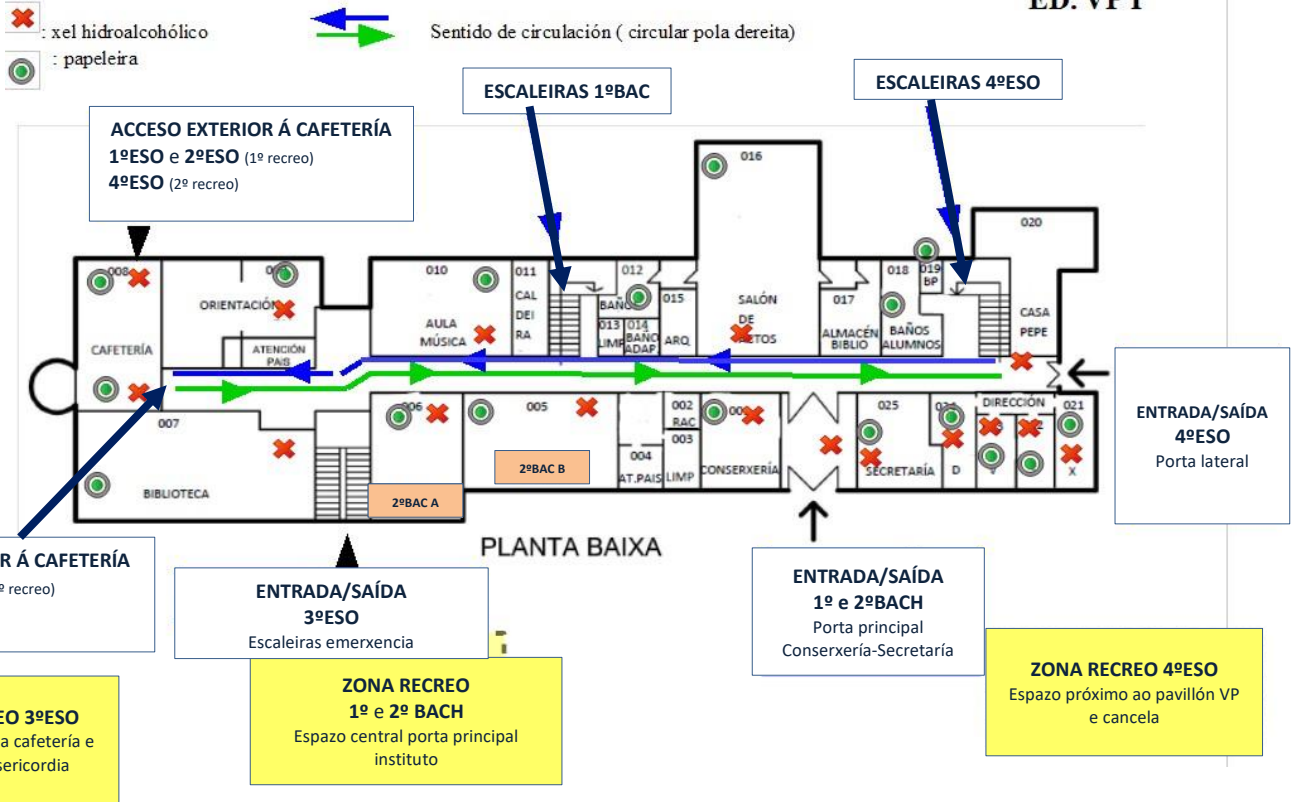 ED. VP I
: xel hidroalcohólico
Sentido de circulación ( circular pola dereita)
: papeleira
ESCALEIRAS 1ºBAC
ESCALEIRAS 4ºESO
ACCESO EXTERIOR Á CAFETERÍA
1ºESO e 2ºESO (1º recreo)
4ºESO (2º recreo)
016
020
008
010
011
012
018
019
BP
ORIENTACIÓN
CAL
DEI
RA
BAÑO
015
SALÓN
DE
017
CASA
PEPE
AULA
MÚSICA
013
LIMP
014
BAÑO
ADAP
ARQ
ALMACÉN
BIBLIO
BAÑOS
ALUMNOS
CAFETERÍA
ATENCIÓN
PAIS
ENTRADA/SAÍDA
4ºESO
Porta lateral
007
006
005
002
RAC
003
004
AT.PAIS
LIMP
CONSERXERÍA
025
SECRETARÍA
D
DIRECCIÓN
021
X
BIBLIOTECA
2ºBAC B
2ºBAC A
PLANTA BAIXA
R Á CAFETERÍA
º recreo)
ENTRADA/SAÍDA
3ºESO
Escaleiras emerxencia
ENTRADA/SAÍDA
1º e 2ºBACH
Porta principal
Conserxería-Secretaría
ZONA RECREO
1º e 2º BACH
Espazo central porta principal
instituto
ZONA RECREO 4ºESO
Espazo próximo ao pavillón VP
e cancela
EO 3ºESO
a cafetería e
sericordia